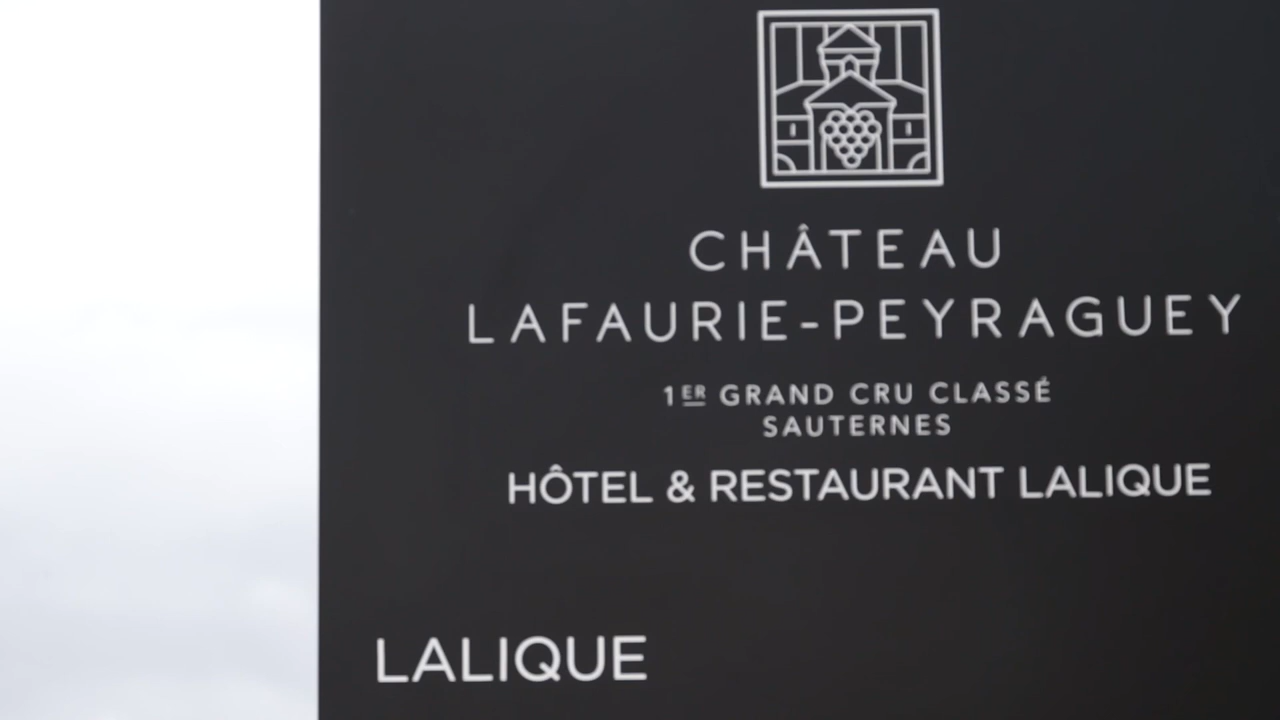 CHÂTEAU
LAFAURIE-PEYRAGUEY
1ER GRAND CRU CLASSÉ
SAUTERNES
HÔTEL & RESTAURANT LALIQUE
LALIQUE